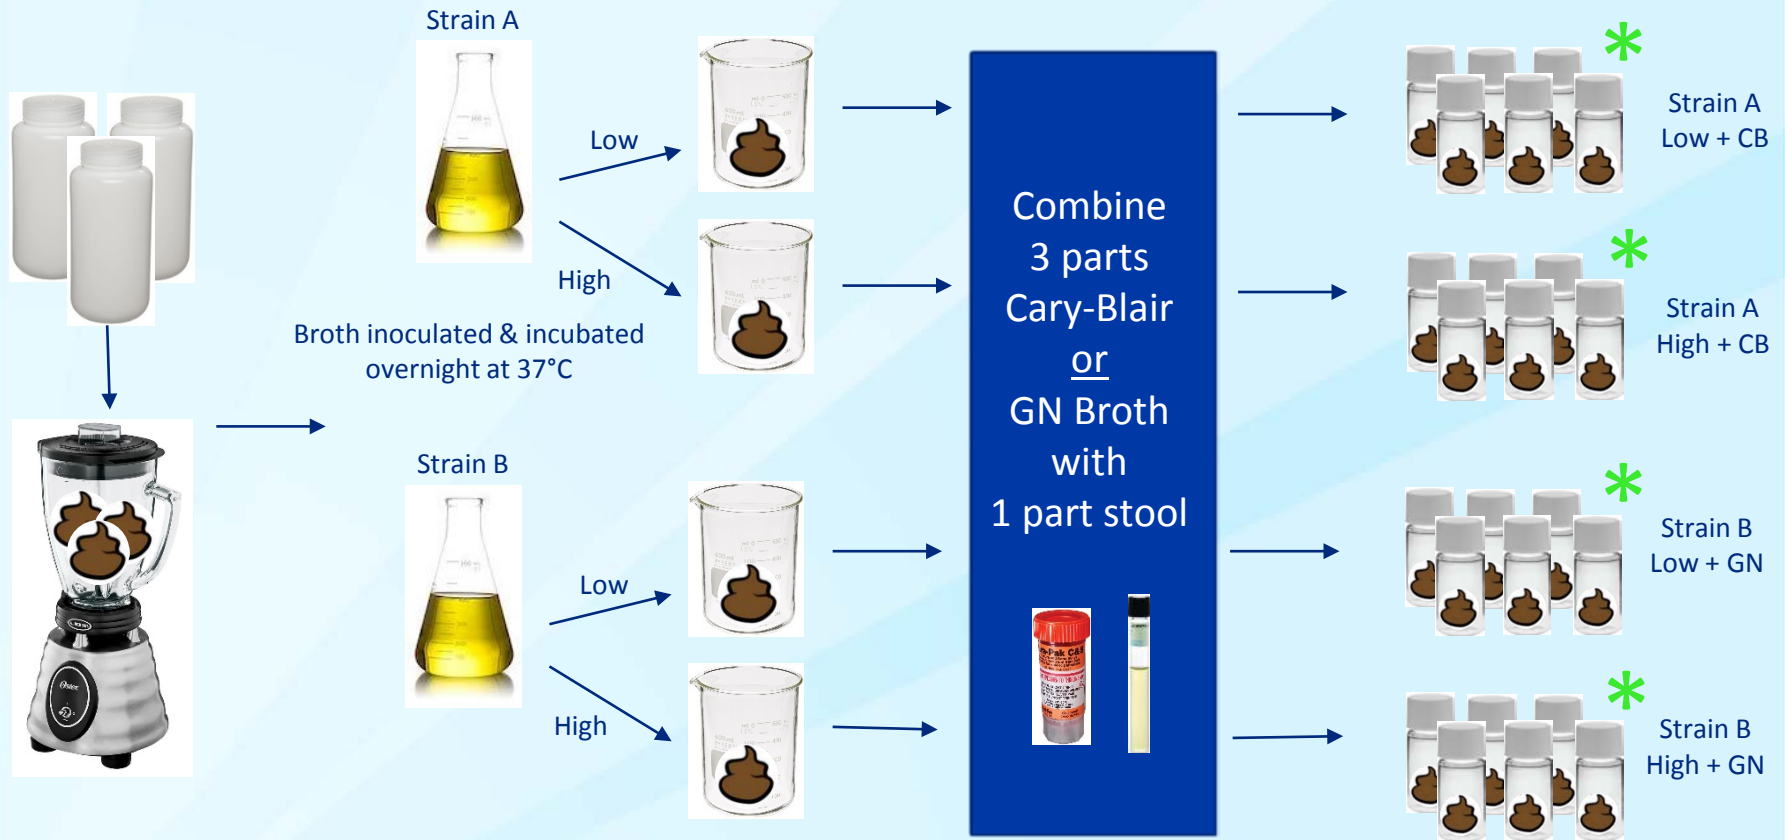 Strain A
Low
High
Broth inoculated & incubated
overnight at 37°C
Strain B
Low
High
Combine
3 parts
Cary-Blair
or
GN Broth
with
1 part stool
Strain A
Low + CB
Strain A
High + CB
Strain B
Low + GN
Strain B
High + GN
*
*
*
*
Oster